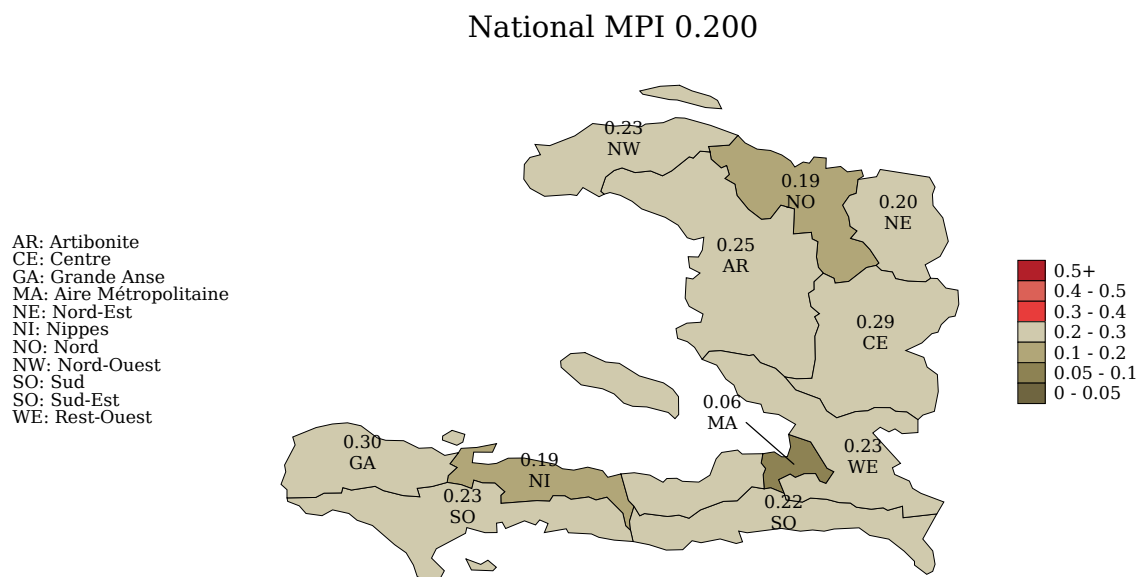 National MPI 0.200
0.23
NW
0.19
NO
0.20
NE
0.25
AR
0.29
CE
0.06
MA
0.23
WE
0.30
GA
0.19
NI
0.23
SO
0.22
SO
AR: Artibonite
CE: Centre
GA: Grande Anse
MA: Aire Métropolitaine
NE: Nord-Est
NI: Nippes
NO: Nord
NW: Nord-Ouest
SO: Sud
SO: Sud-Est
WE: Rest-Ouest
0.5+
0.4 - 0.5
0.3 - 0.4
0.2 - 0.3
0.1 - 0.2
0.05 - 0.1
0 - 0.05